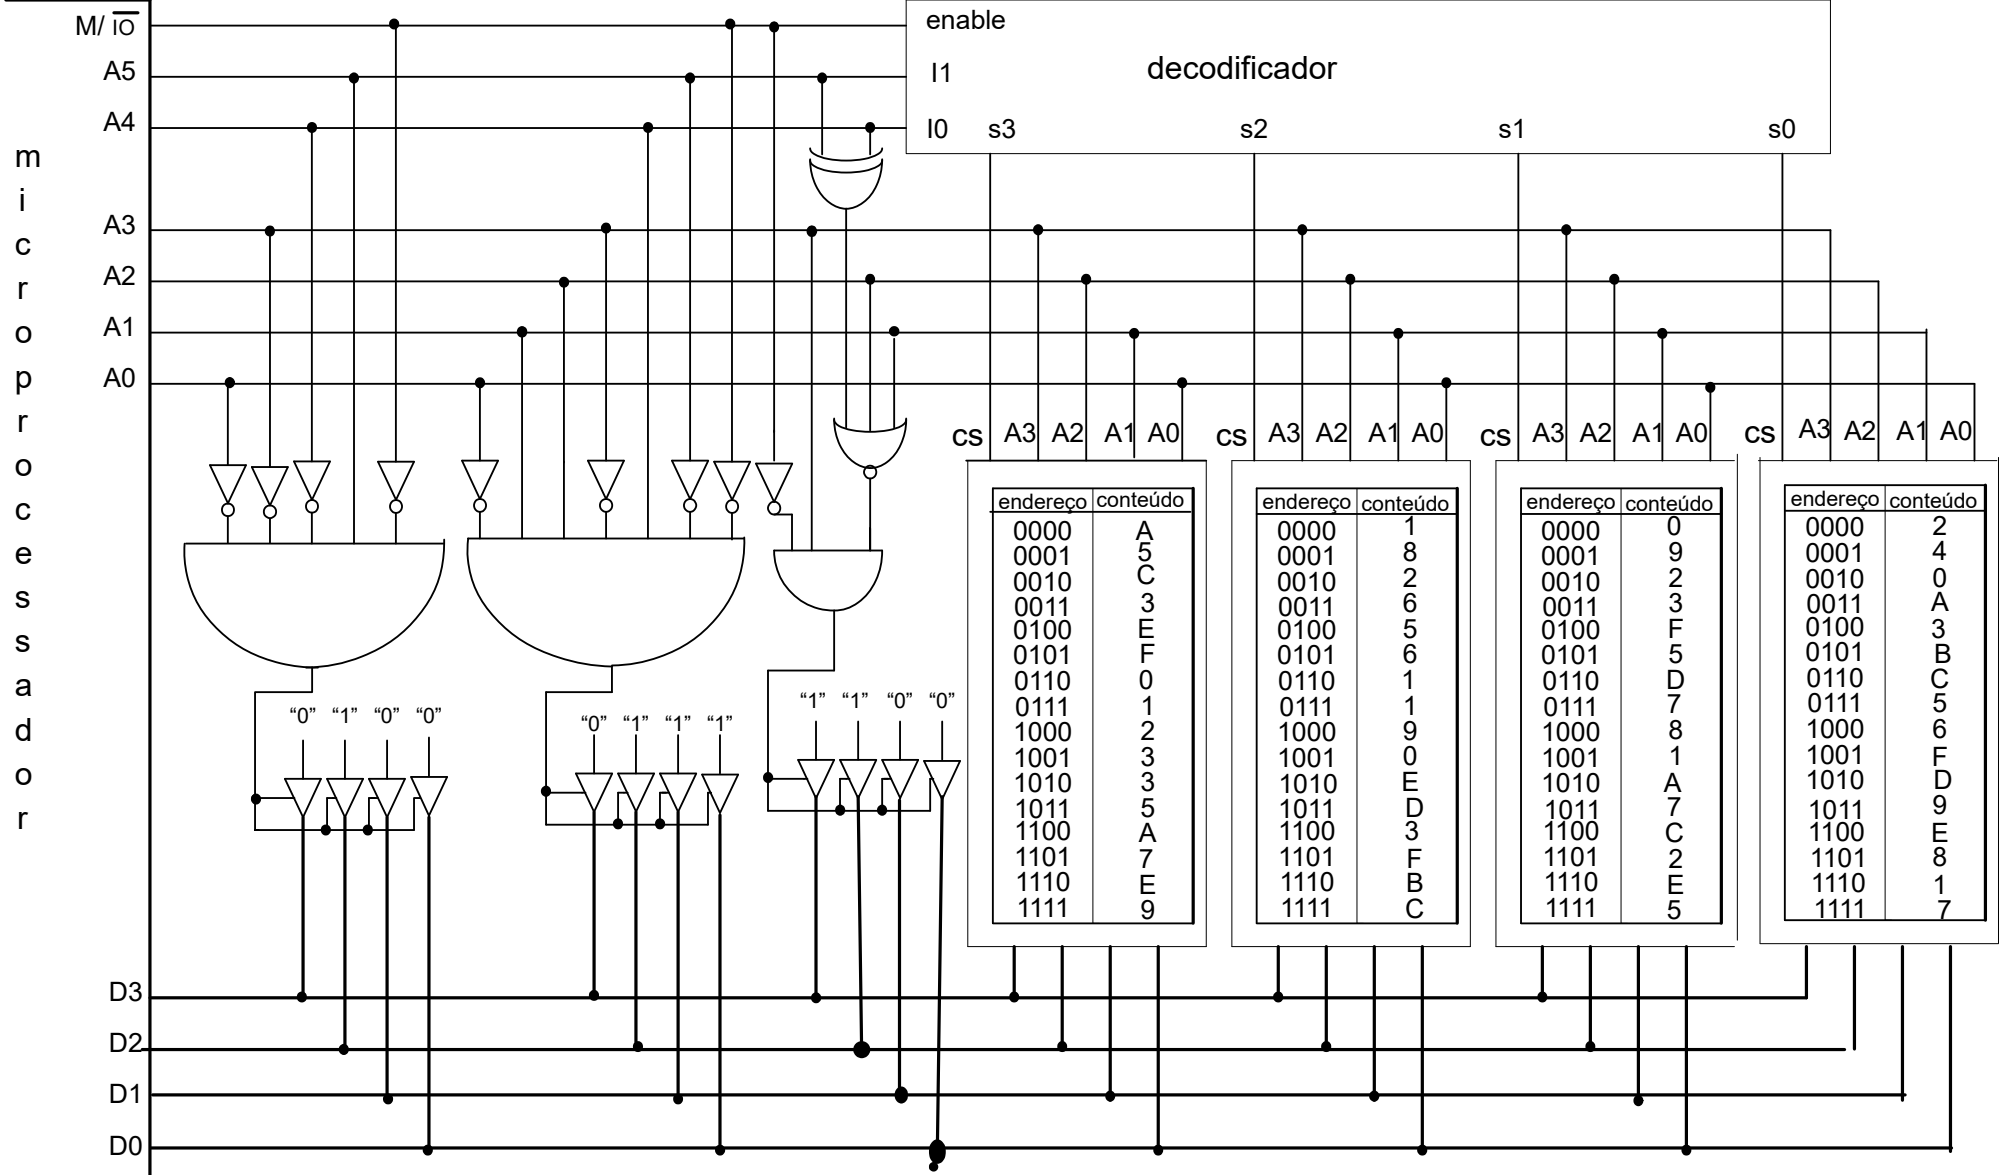 M/ IO
A5
A4
A3
A2
A1
A0
microprocessador
enable
I1
I0
decodificador
s3 s2 s1 s0
cs A3 A2 A1 A0
cs A3 A2 A1 A0
cs A3 A2 A1 A0
cs A3 A2 A1 A0
endereço conteúdo
0000 A
0001 5
0010 C
0011 3
0100 E
0101 F
0110 0
0111 1
1000 2
1001 3
1010 3
1011 5
1100 A
1101 7
1110 E
1111 9
endereço conteúdo
0000 1
0001 8
0010 2
0011 6
0100 5
0101 6
0110 1
0111 1
1000 9
1001 0
1010 E
1011 D
1100 3
1101 F
1110 B
1111 C
endereço conteúdo
0000 0
0001 9
0010 2
0011 3
0100 F
0101 5
0110 D
0111 7
1000 8
1001 1
1010 A
1011 7
1100 C
1101 2
1110 E
1111 5
endereço conteúdo
0000 2
0001 4
0010 0
0011 A
0100 3
0101 B
0110 C
0111 5
1000 6
1001 F
1010 D
1011 9
1100 E
1101 8
1110 1
1111 7
“0” “1” “0” “0”
“0” “1” “1” “1”
“1” “1” “0” “0”
D3
D2
D1
D0